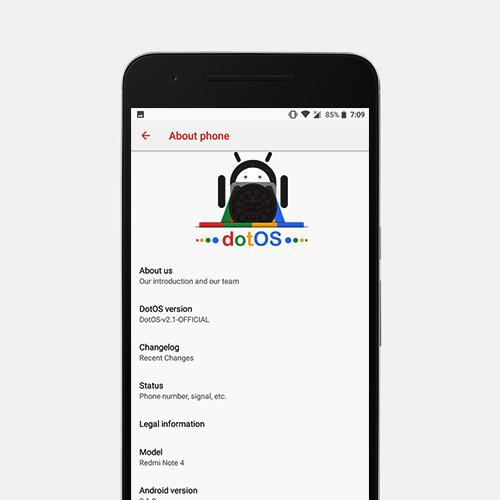 85% 7:09
About phone
dotOS
About us
Our introduction and our team
DotOS version
DotOS-v2.1-OFFICIAL
Changelog
Recent Changes
Status
Phone number, signal, etc.
Legal information
Model
Redmi Note 4
Android version